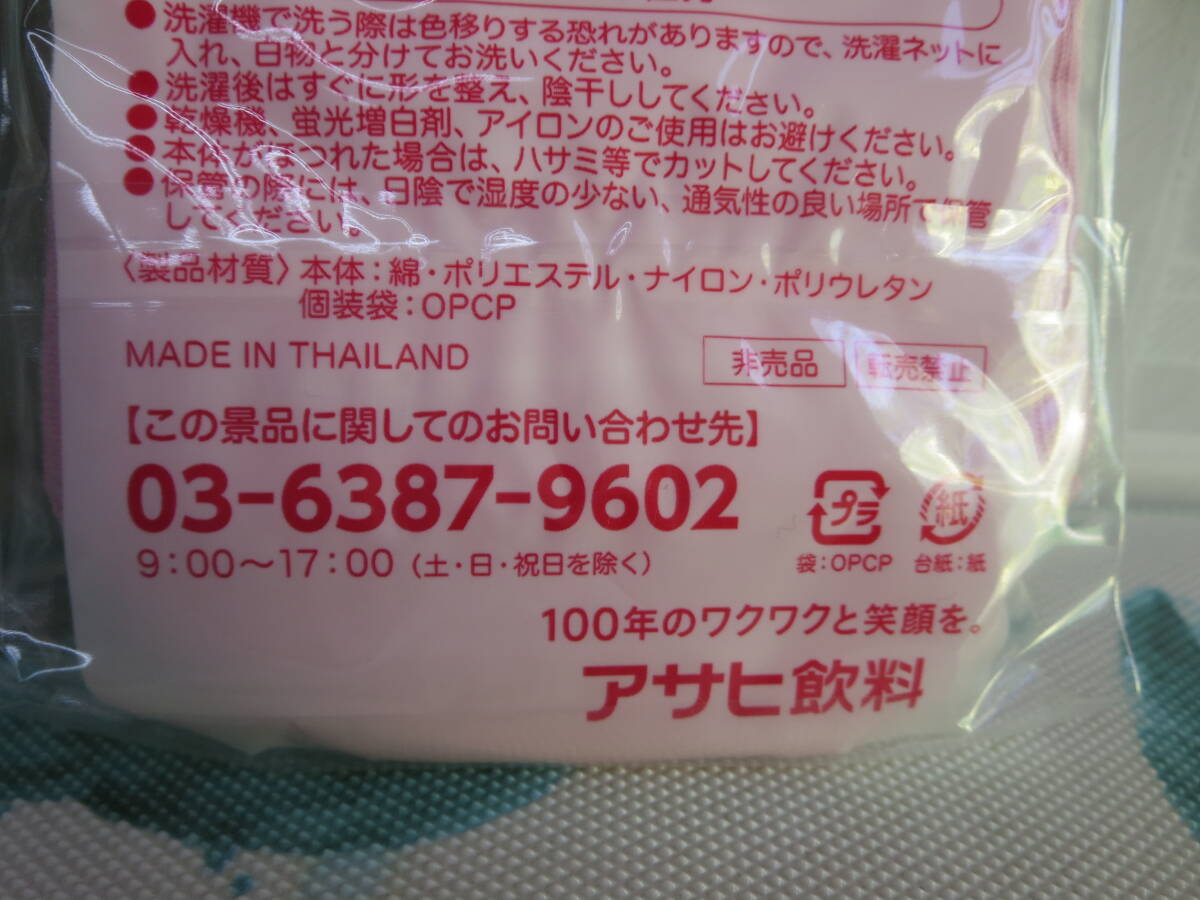 ●洗濯機で洗う際は色移りする恐れがありますので、洗濯ネットに
入れ、白物と分けてお洗いください。
●洗濯後はすぐに形を整え、陰干ししてください。
●乾燥機、蛍光増白剤、アイロンのご使用はお避けください。
●本体がほつれた場合は、ハサミ等でカットしてください。
●保管の際には、日陰で湿度の少ない、通気性の良い場所で保管
してください。
〈製品材質〉本体:綿・ポリエステル・ナイロン・ポリウレタン
個装袋:OPCP
MADE IN THAILAND
非売品 転売禁止
【この景品に関してのお問い合わせ先】
03-6387-9602
9:00〜17:00 (土・日・祝日を除く)
プラ 紙
袋:OPCP 台紙:紙
100年のワクワクと笑顔を。
アサヒ飲料